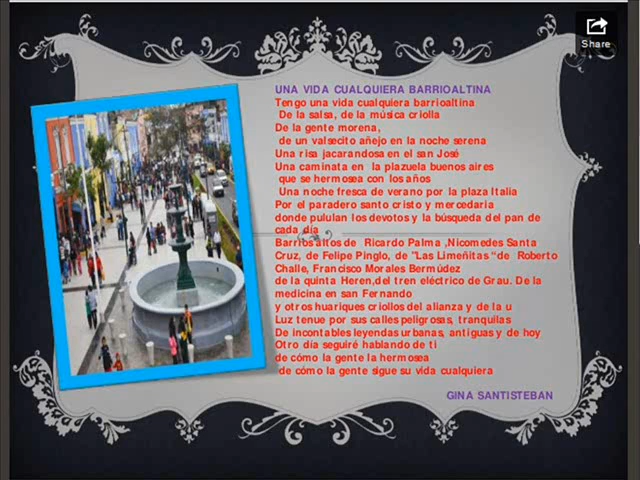 Share
UNA VIDA CUALQUIERA BARRIOALTINA
Tengo una vida cualquiera barrioaltina
De la salsa, de la música criolla
De la gente morena,
de un valsecito añejo en la noche serena
Una risa jacarandosa en el san José
Una caminata en la plazuela buenos aires
que se hermosea con los años
Una noche fresca de verano por la plaza Italia
Por el paradero santo cristo y mercedaria
donde pululan los devotos y la búsqueda del pan de
cada día
Barrios altos de Ricardo Palma ,Nicomedes Santa
Cruz, de Felipe Pinglo, de "Las Limeñitas “de Roberto
Challe, Francisco Morales Bermúdez
de la quinta Heren,del tren eléctrico de Grau. De la
medicina en san Fernando
y otros huariques criollos del alianza y de la u
Luz tenue por sus calles peligrosas, tranquilas
De incontables leyendas urbanas, antiguas y de hoy
Otro día seguiré hablando de ti
de cómo la gente la hermosea
de cómo la gente sigue su vida cualquiera
GINA SANTISTEBAN